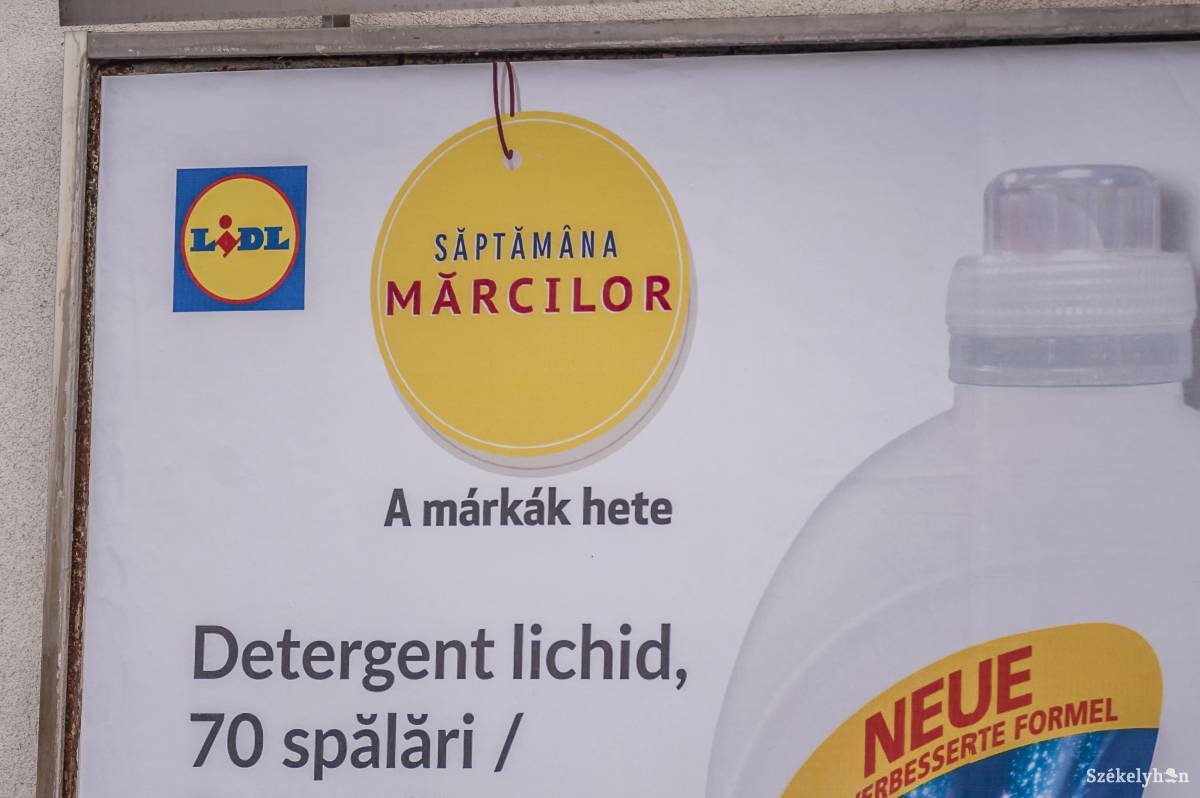 LIDL
SĂPTĂMÂNA
MĂRCILOR
A márkák hete
Detergent lichid,
70 spălări /
NEUE
VERBESSERTE FORMEL
Székelyhon